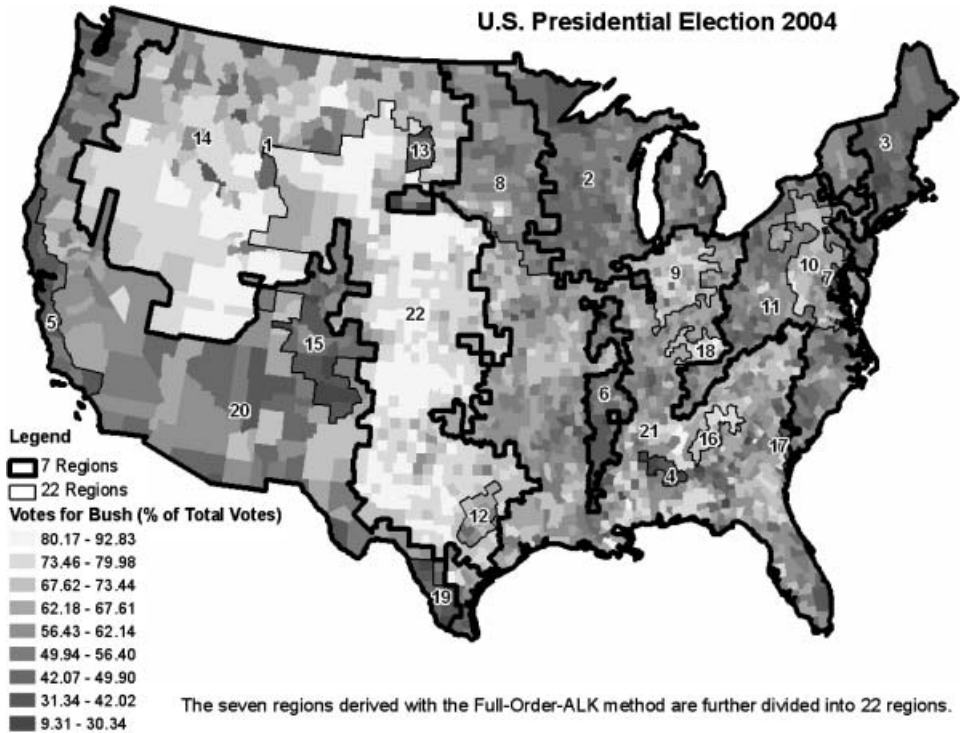 U.S. Presidential Election 2004
3
14
1
13
8
2
10
7
9
11
22
18
15
5
6
20
21
16
17
4
12
19
Legend
7 Regions
22 Regions
Votes for Bush (% of Total Votes)
80.17 - 92.83
73.46 - 79.98
67.62 - 73.44
62.18 - 67.61
56.43 - 62.14
49.94 - 56.40
42.07 - 49.90
31.34 - 42.02
9.31 - 30.34
The seven regions derived with the Full-Order-ALK method are further divided into 22 regions.